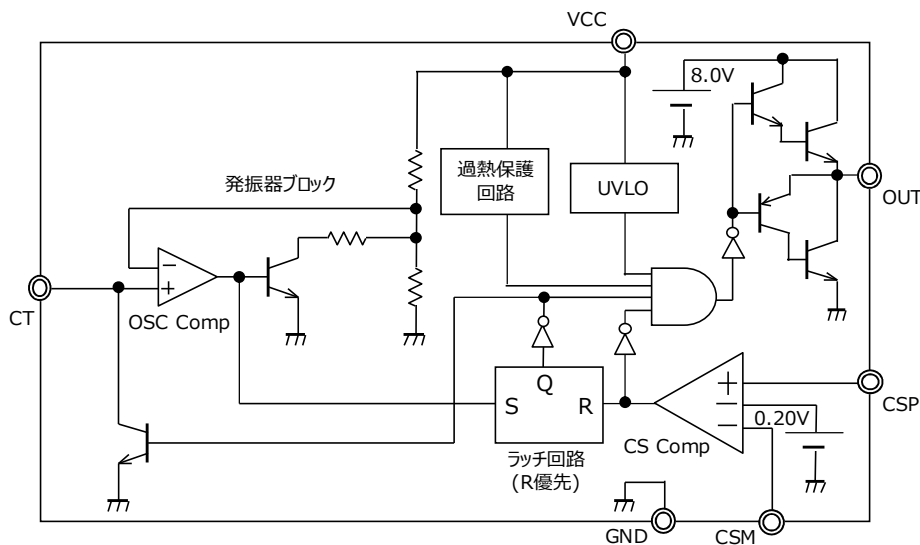 VCC
8.0V
過熱保護
回路
UVLO
発振器ブロック
OUT
−
+
CT
OSC Comp
Q
S
R
+
−
−
0.20V
CSP
CS Comp
ラッチ回路
(R優先)
GND
CSM